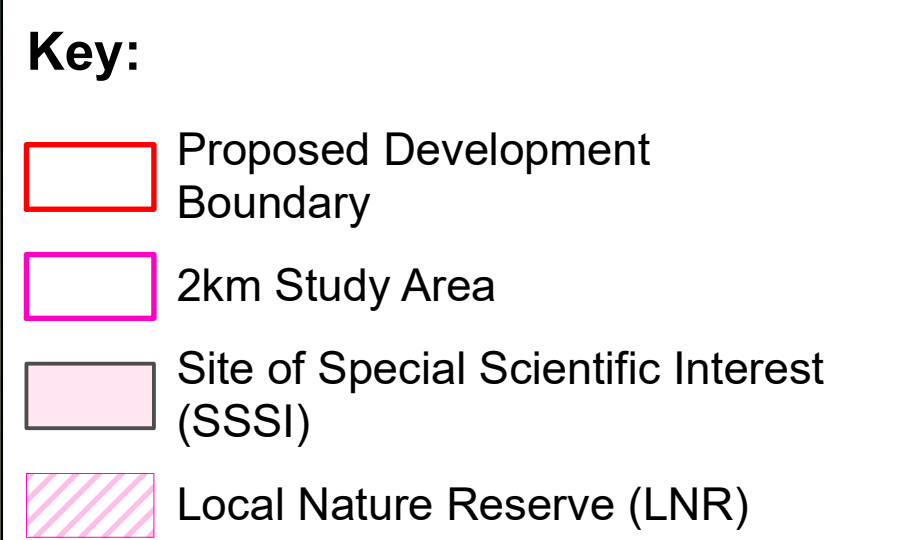 Key:
Proposed Development
Boundary
2km Study Area
Site of Special Scientific Interest
(SSSI)
Local Nature Reserve (LNR)